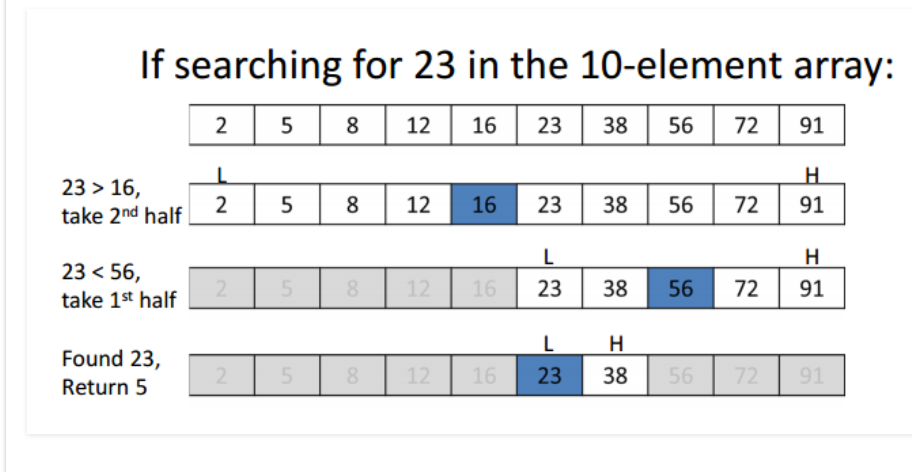 If searching for 23 in the 10-element array:
2 5 8 12 16 23 38 56 72 91
L H
23 > 16,
take 2nd half
2 5 8 12 16 23 38 56 72 91
L H
23 < 56,
take 1st half
2 5 8 12 16 23 38 56 72 91
L H
Found 23,
Return 5
2 5 8 12 16 23 38 56 72 91